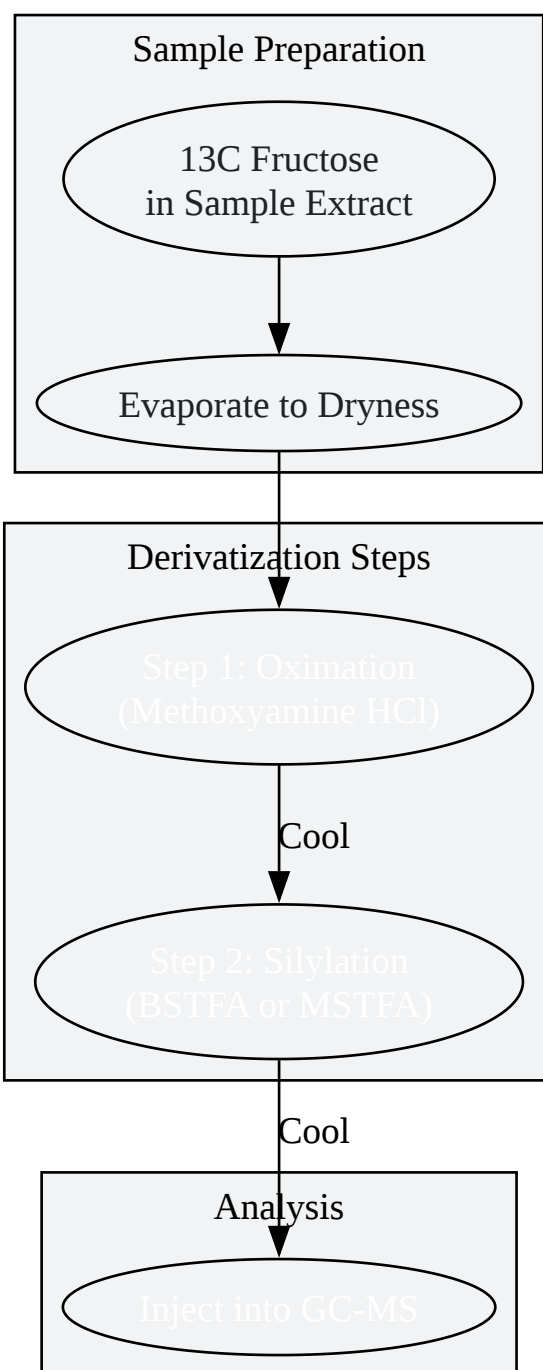 Sample Preparation
13C Fructose
in Sample Extract
Evaporate to Dryness
Derivatization Steps
Step 1: Oximation
(Methoxyamine HCl)
Cool
Step 2: Silylation
(BSTFA or MSTFA)
Cool
Analysis
Inject into GC-MS